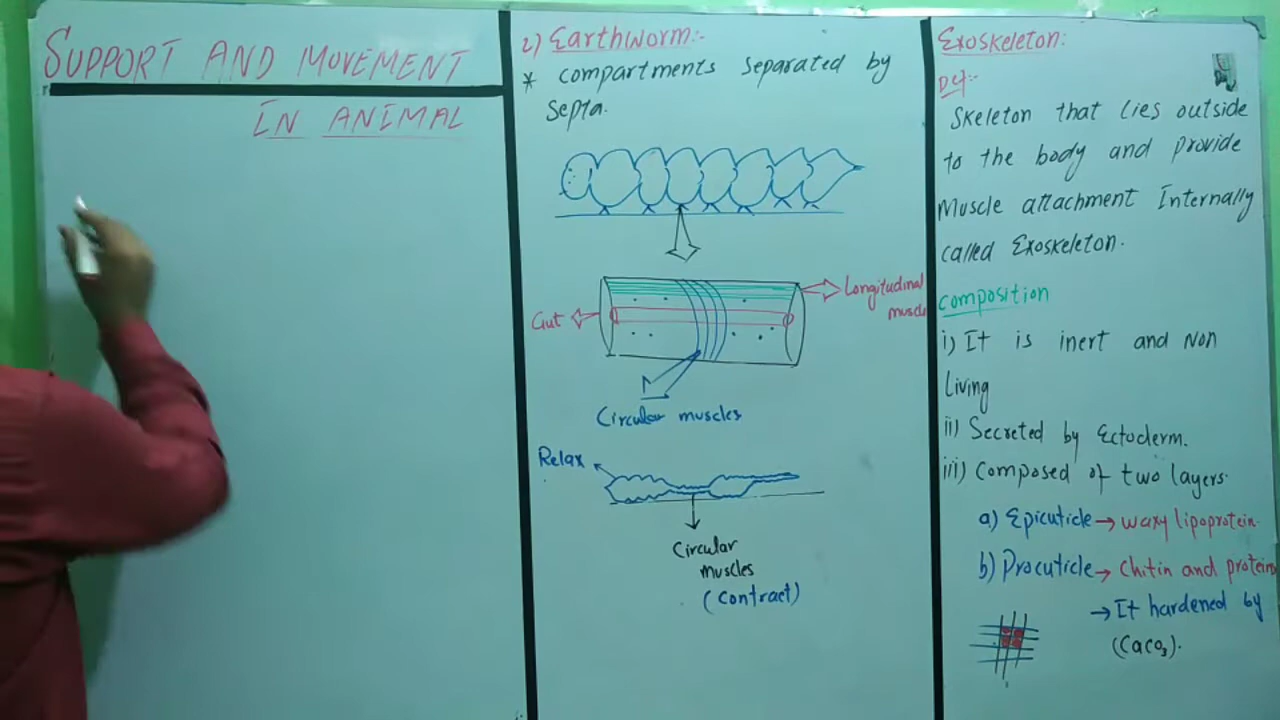 SUPPORT AND MOVEMENT
IN ANIMAL
2) Earthworm:-
* compartments separated by
septa.
Gut
Longitudinal
muscle
Circular muscles
Relax
Circular
muscles
(contract)
Exoskeleton:
Def:-
Skeleton that lies outside
to the body and provide
Muscle attachment Internally
called Exoskeleton.
composition
i) It is inert and Non
Living
ii) Secreted by Ectoderm.
iii) Composed of two layers.
a) Epicuticle → waxy lipoprotein.
b) Procuticle → chitin and protein
→ It hardened by
(CaCO₃).